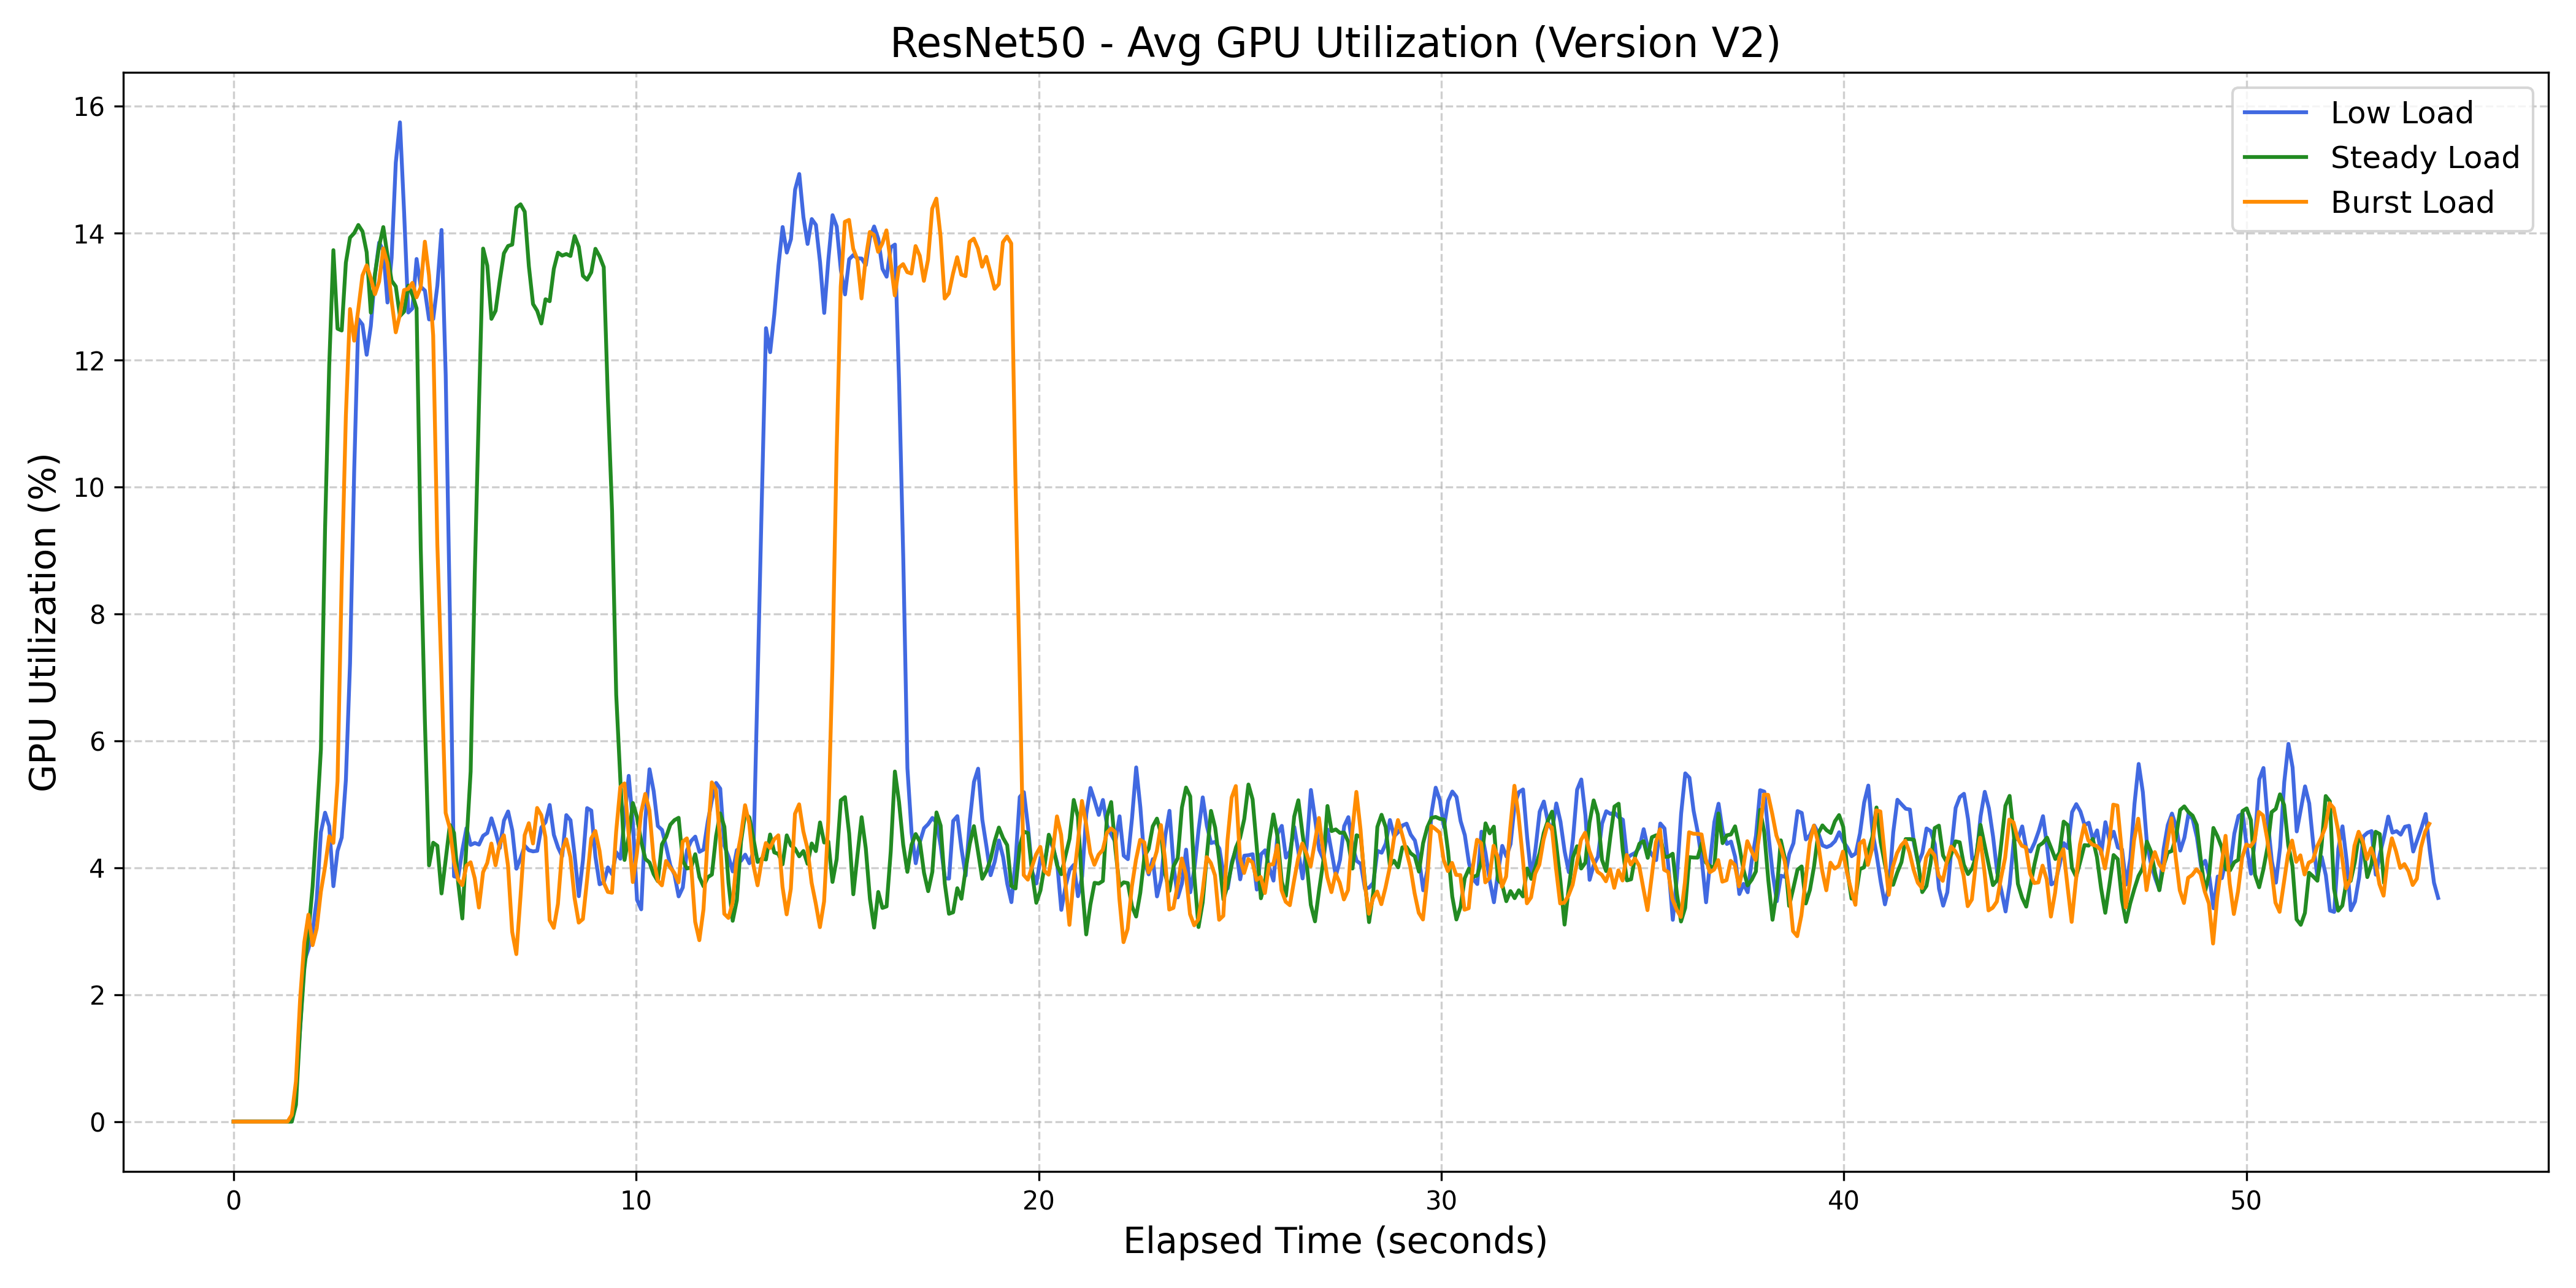 ResNet50 - Avg GPU Utilization (Version V2)
Low Load
Steady Load
Burst Load
GPU Utilization (%)
16
14
12
10
8
6
4
2
0
0 10 20 30 40 50
Elapsed Time (seconds)